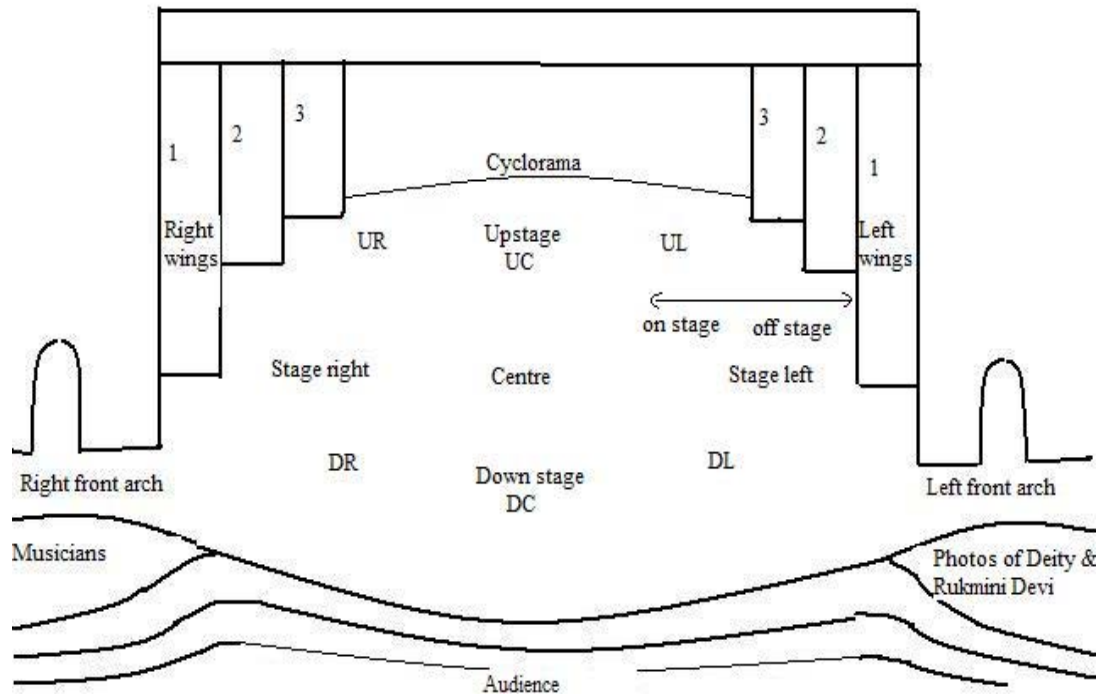 3
3
2
2
1
1
Cyclorama
Right
wings
UR
Upstage
UC
UL
Left
wings
on stage
off stage
Stage right
Centre
Stage left
DR
Down stage
DC
DL
Right front arch
Left front arch
Musicians
Photos of Deity &
Rukmini Devi
Audience